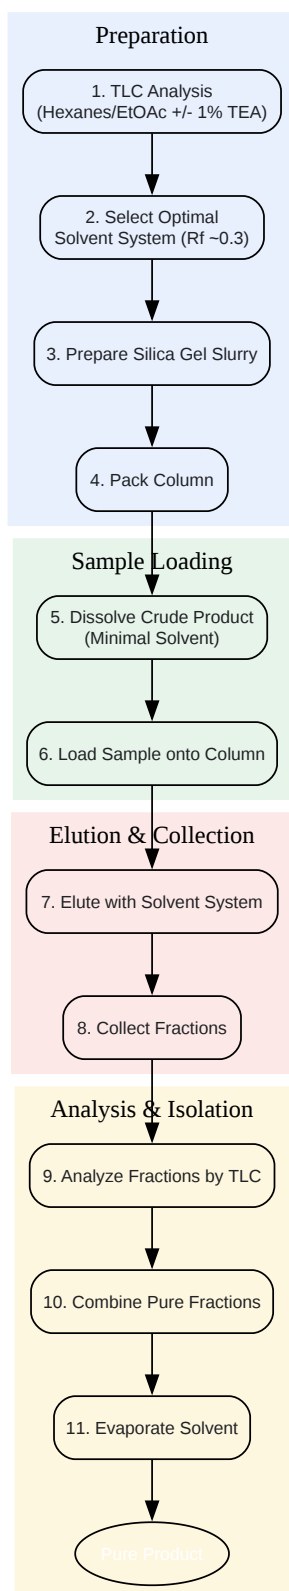 Preparation
1. TLC Analysis
(Hexanes/EtOAc +/- 1% TEA)
2. Select Optimal
Solvent System (Rf ~0.3)
3. Prepare Silica Gel Slurry
4. Pack Column
Sample Loading
5. Dissolve Crude Product
(Minimal Solvent)
6. Load Sample onto Column
Elution & Collection
7. Elute with Solvent System
8. Collect Fractions
Analysis & Isolation
9. Analyze Fractions by TLC
10. Combine Pure Fractions
11. Evaporate Solvent
Pure Product